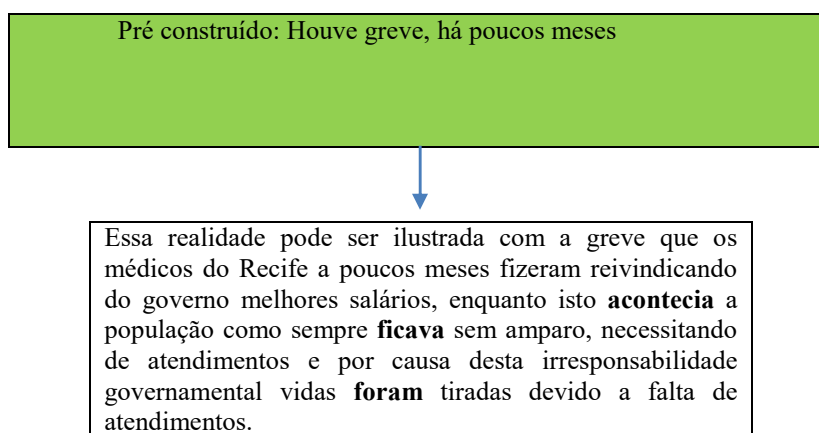 Pré construído: Houve greve, há poucos meses
Essa realidade pode ser ilustrada com a greve que os
médicos do Recife a poucos meses fizeram reivindicando
do governo melhores salários, enquanto isto acontecia a
população como sempre ficava sem amparo, necessitando
de atendimentos e por causa desta irresponsabilidade
governamental vidas foram tiradas devido a falta de
atendimentos.